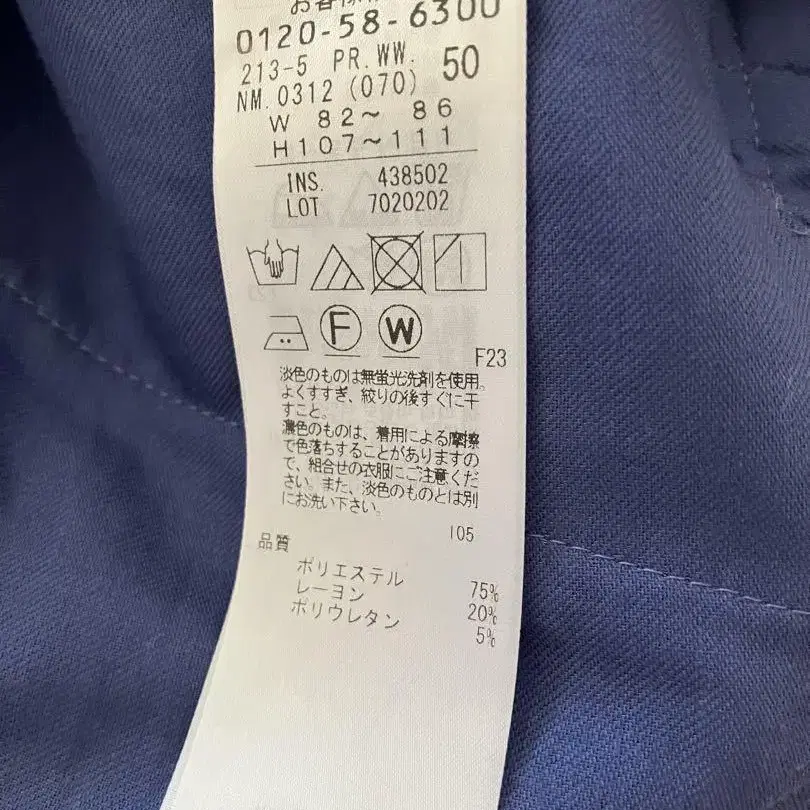 お客様
0120-58-6300
213-5 PR.WW. 50
NM.0312 (070)
W 82~ 86
H107~111
INS. 438502
LOT 7020202
F
W
F23
淡色のものは無蛍光洗剤を使用。
よくすすぎ、絞りの後すぐに干
すこと。
濃色のものは、着用による摩擦
で色落ちすることがありますの
で、組合せの衣服にご注意くだ
さい。また、淡色のものとは別
にお洗い下さい。
105
品質
ポリエステル 75%
レーヨン 20%
ポリウレタン 5%